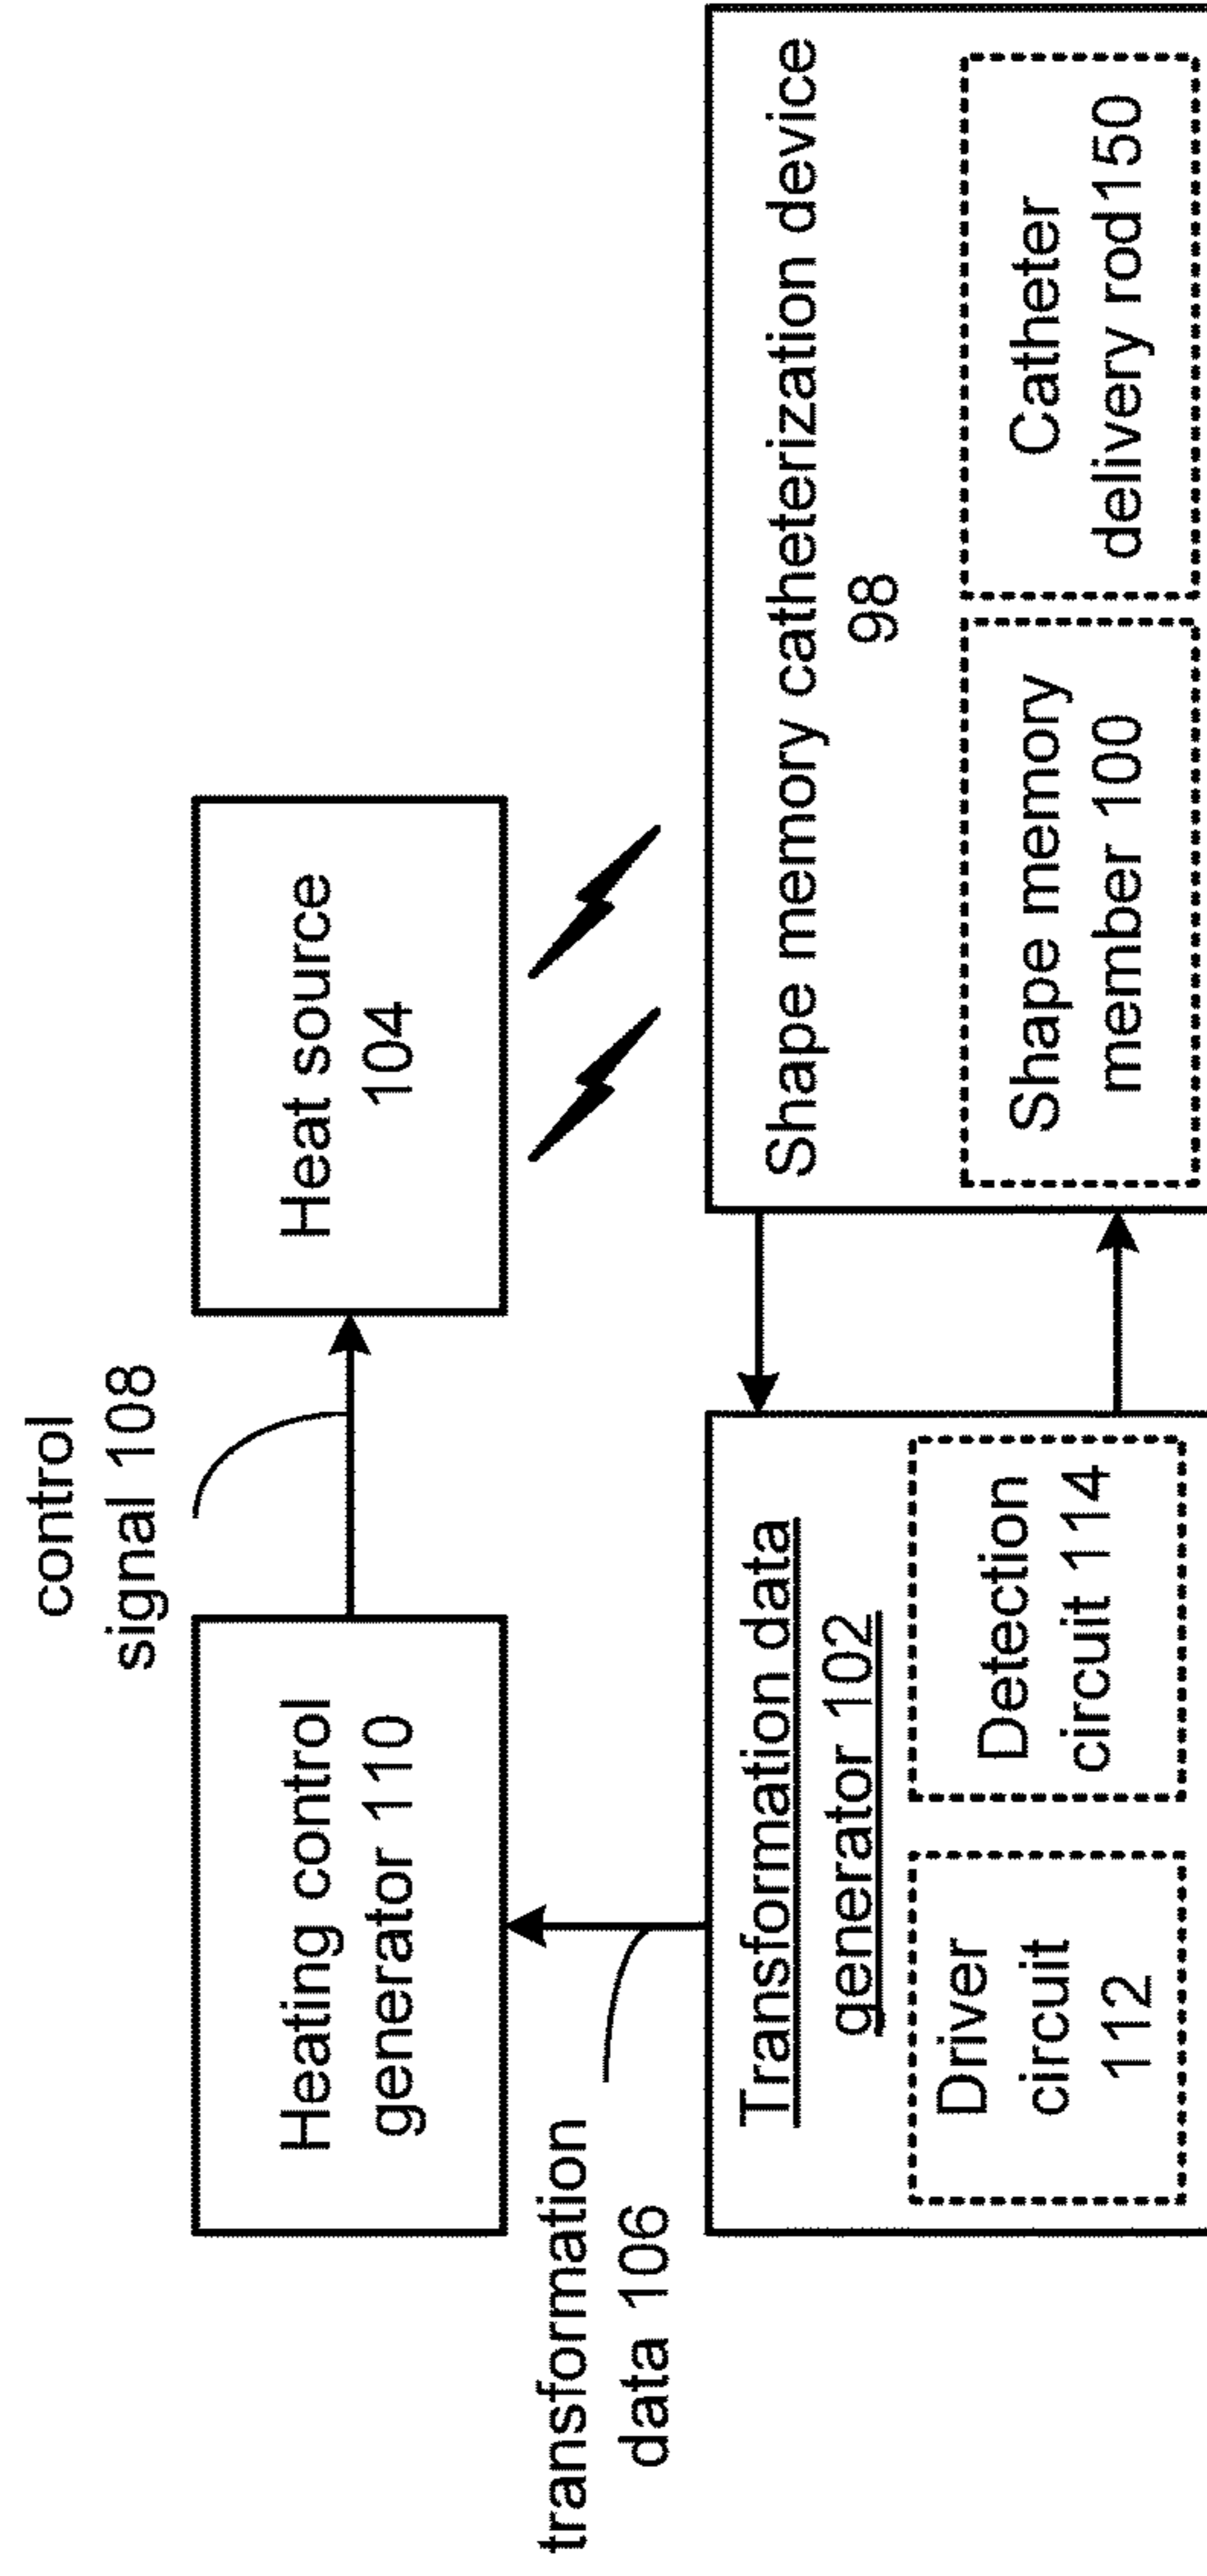 control
signal 108
Heating control
generator 110
Heat source
104
transformation
data 106
Transformation data
generator 102
Driver
circuit
112
Detection
circuit 114
Shape memory catheterization device
98
Shape memory
member 100
Catheter
delivery rod150